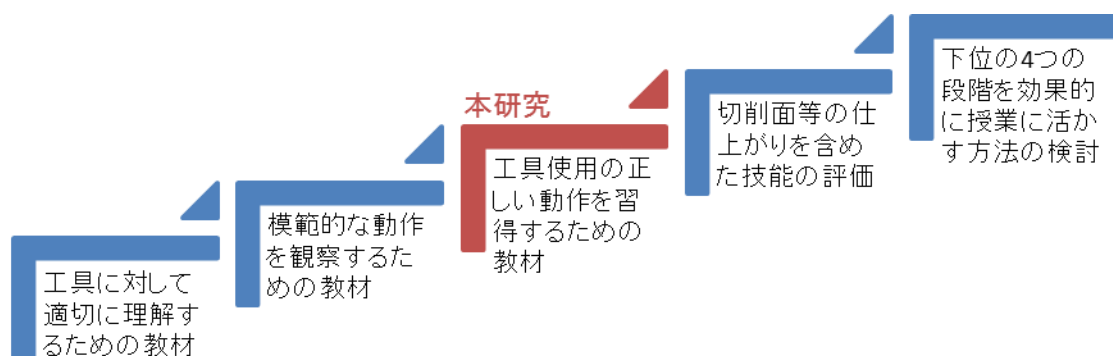 工具に対して
適切に理解す
るための教材
模範的な動作
を観察するた
めの教材
本研究
工具使用の正
しい動作を習
得するための
教材
切削面等の仕
上がりを含め
た技能の評価
下位の4つの
段階を効果的
に授業に活か
す方法の検討